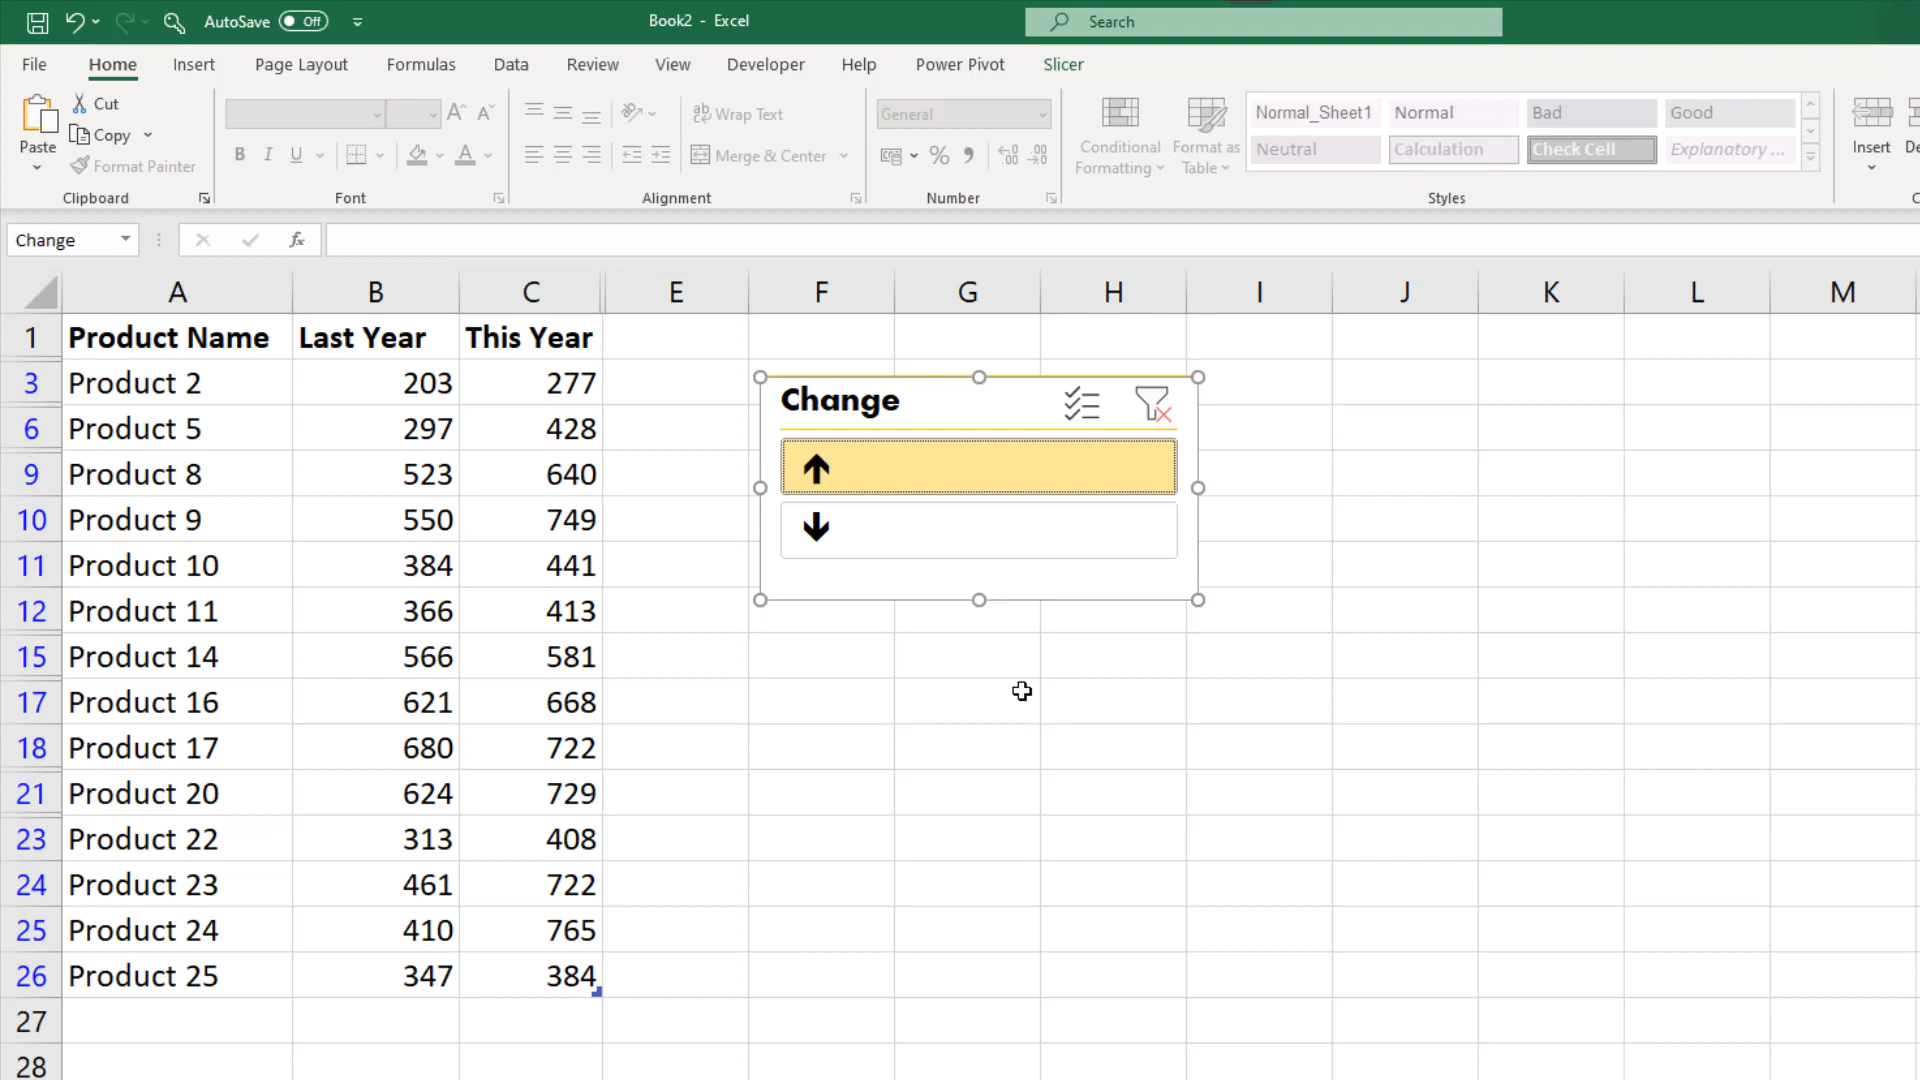 AutoSave Off
Book2 - Excel
Search
File Home Insert Page Layout Formulas Data Review View Developer Help Power Pivot Slicer
Paste
Cut
Copy
Format Painter
Clipboard
B I U
A
Font
ab Wrap Text
Merge & Center
Alignment
General
%
Number
Conditional Formatting
Format as Table
Normal_Sheet1 Normal Bad Good
Neutral Calculation Check Cell Explanatory ...
Styles
Insert
Change fx
A B C E F G H I J K L M
1 Product Name Last Year This Year
3 Product 2 203 277
6 Product 5 297 428
9 Product 8 523 640
10 Product 9 550 749
11 Product 10 384 441
12 Product 11 366 413
15 Product 14 566 581
17 Product 16 621 668
18 Product 17 680 722
21 Product 20 624 729
23 Product 22 313 408
24 Product 23 461 722
25 Product 24 410 765
26 Product 25 347 384
27
28
Change
↑
↓